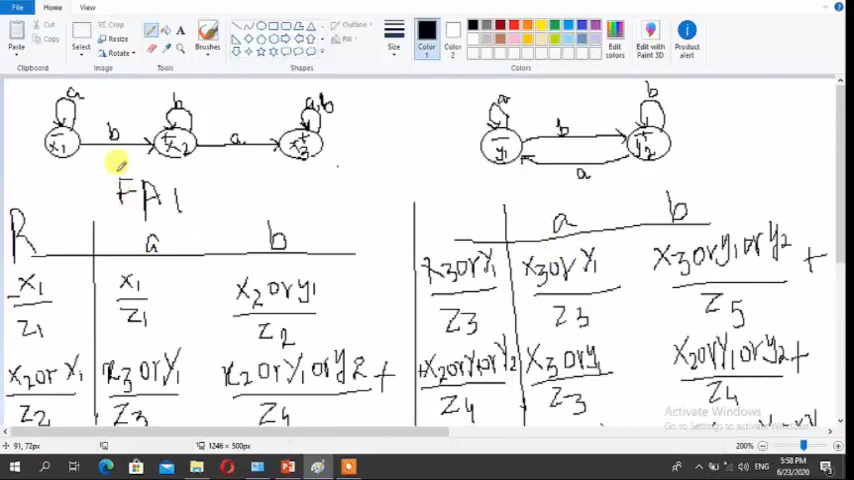 File Home View
Cut
Copy
Paste
Clipboard
Select
Crop
Resize
Rotate
Image
A
Tools
Brushes
Outline
Fill
Shapes
Size
Color 1
Color 2
Colors
Edit colors
Edit with Paint 3D
Product alert
a b a,b
-x1 b x2 a x3+
a b
-y1 b y2+
a
FA1
R a b
-x1 x1 x2 or y1
z1 z1 z2
x2 or x1 x3 or y1 x2 or y1 or y2 +
z2 z3 z4
a b
x3 or y1 x3 or y1 x3 or y1 or y2 +
z3 z3 z5
+x2 or y1 or y2 x3 or y1 x2 or y1 or y2 +
z4 z3 z4
Activate Windows
Go to Settings to activate Windows.
91, 72px
1246 × 500px
200%
ENG
5:58 PM
6/23/2020